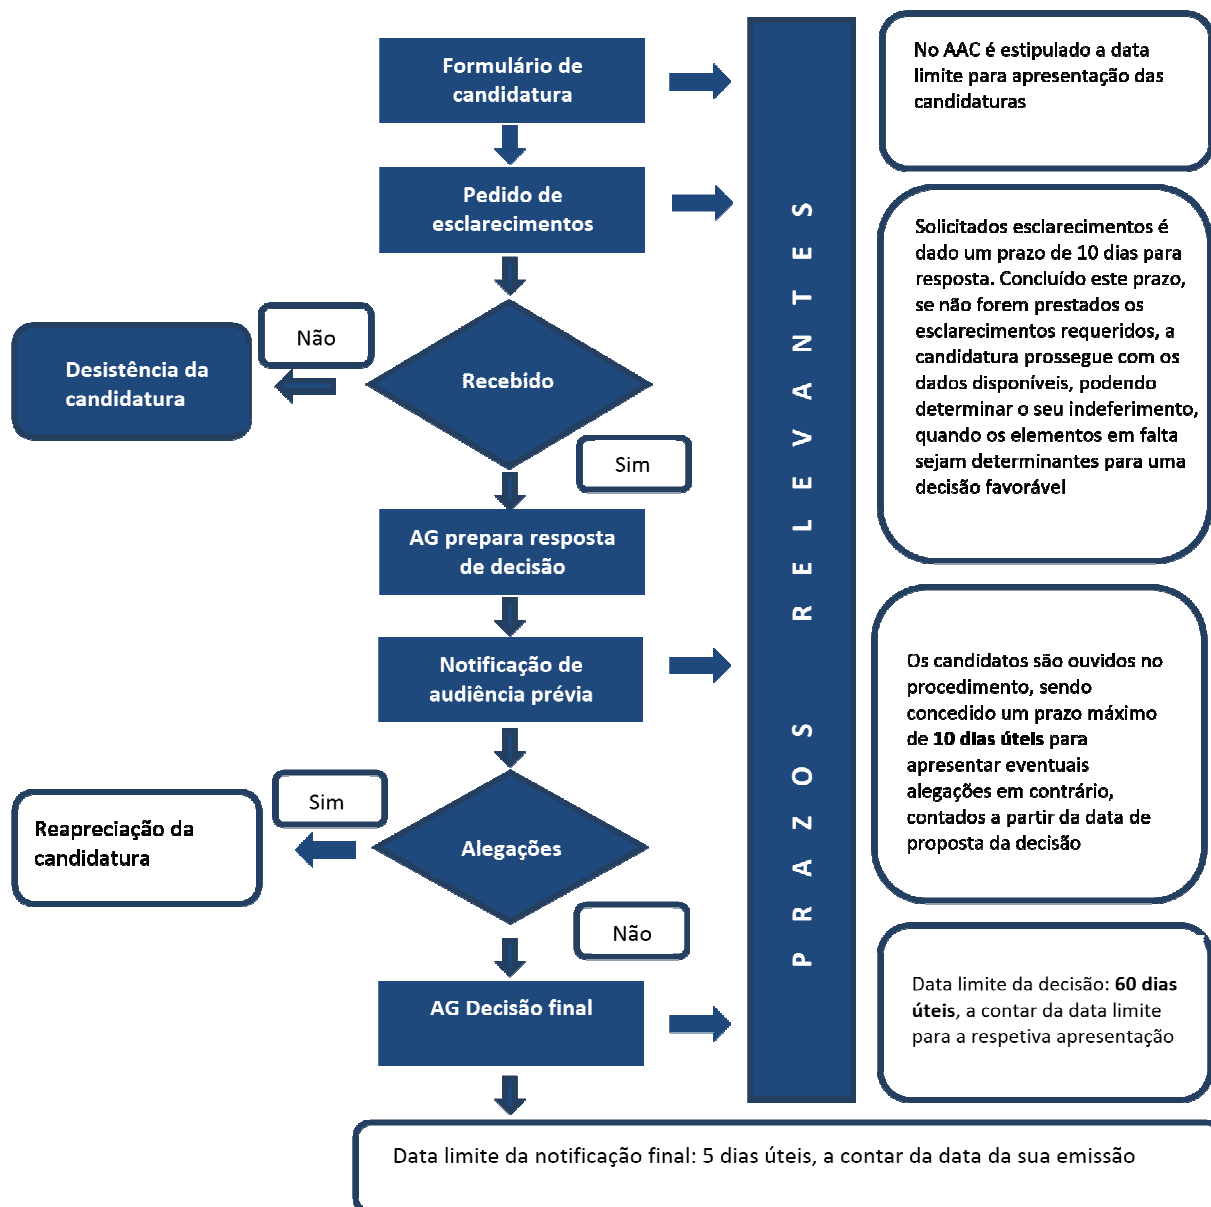 Formulário de
candidatura
No AAC é estipulado a data
limite para apresentação das
candidaturas
Pedido de
esclarecimentos
Solicitados esclarecimentos é
dado um prazo de 10 dias para
resposta. Concluído este prazo,
se não forem prestados os
esclarecimentos requeridos, a
candidatura prossegue com os
dados disponíveis, podendo
determinar o seu indeferimento,
quando os elementos em falta
sejam determinantes para uma
decisão favorável
Não
Desistência da
candidatura
Recebido
Sim
AG prepara resposta
de decisão
Notificação de
audiência prévia
Os candidatos são ouvidos no
procedimento, sendo
concedido um prazo máximo
de 10 dias úteis para
apresentar eventuais
alegações em contrário,
contados a partir da data de
proposta da decisão
Sim
Reapreciação da
candidatura
Alegações
Não
AG Decisão final
Data limite da decisão: 60 dias
úteis, a contar da data limite
para a respetiva apresentação
PRAZOS RELEVANTES
Data limite da notificação final: 5 dias úteis, a contar da data da sua emissão